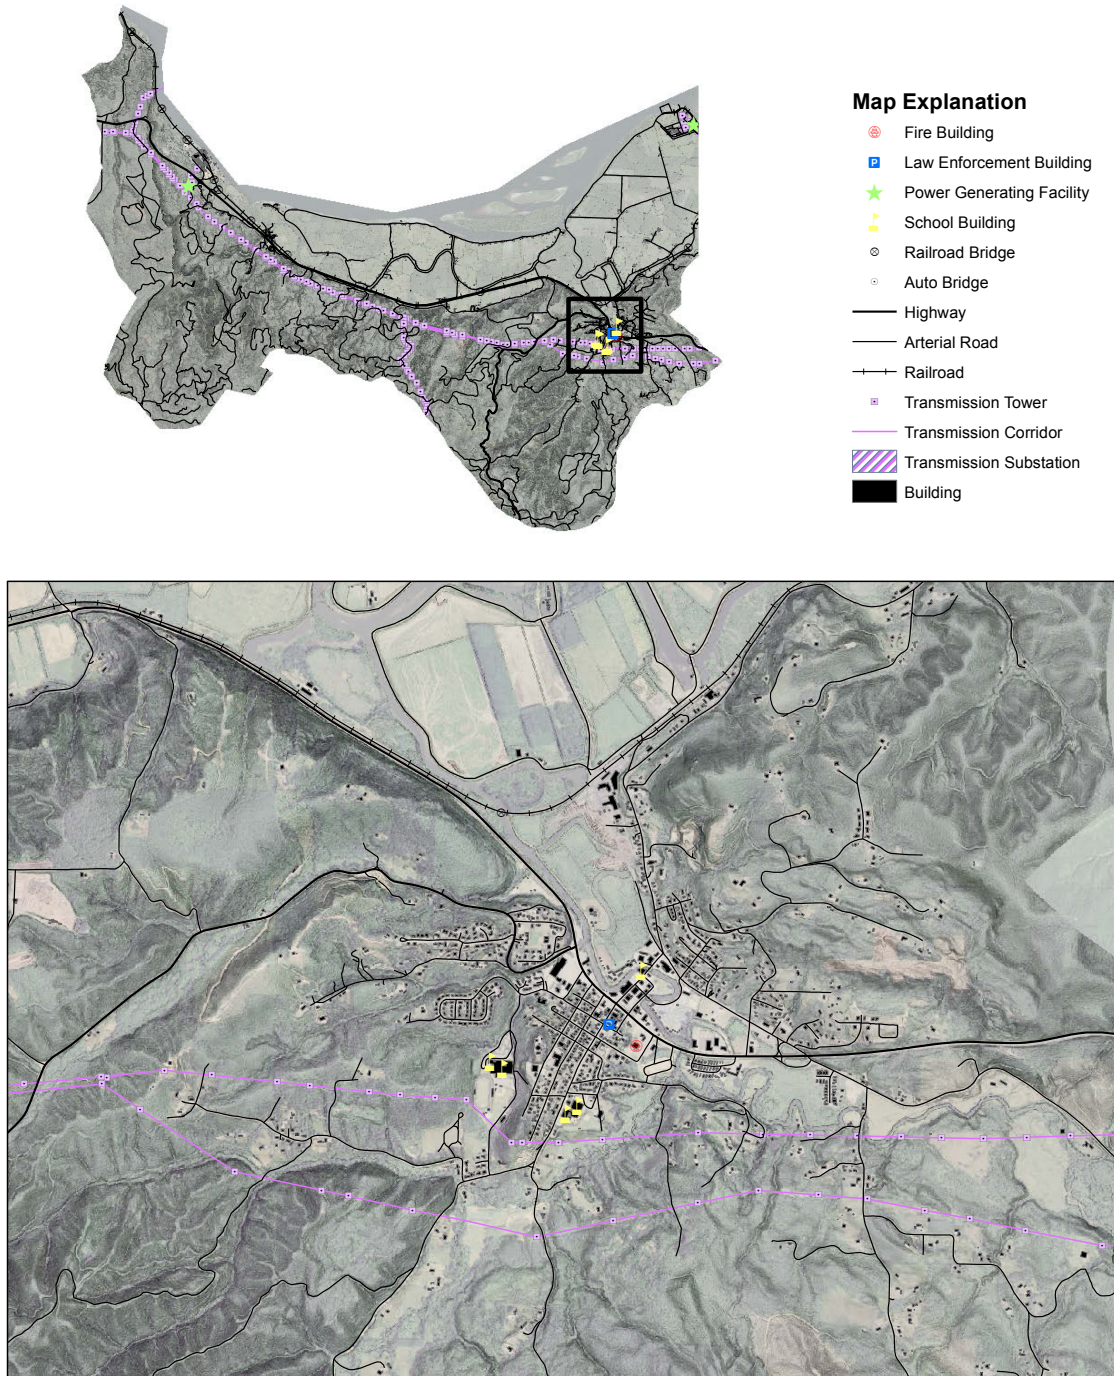 Map Explanation
Fire Building
P Law Enforcement Building
Power Generating Facility
School Building
Railroad Bridge
Auto Bridge
Highway
Arterial Road
Railroad
Transmission Tower
Transmission Corridor
Transmission Substation
Building
P